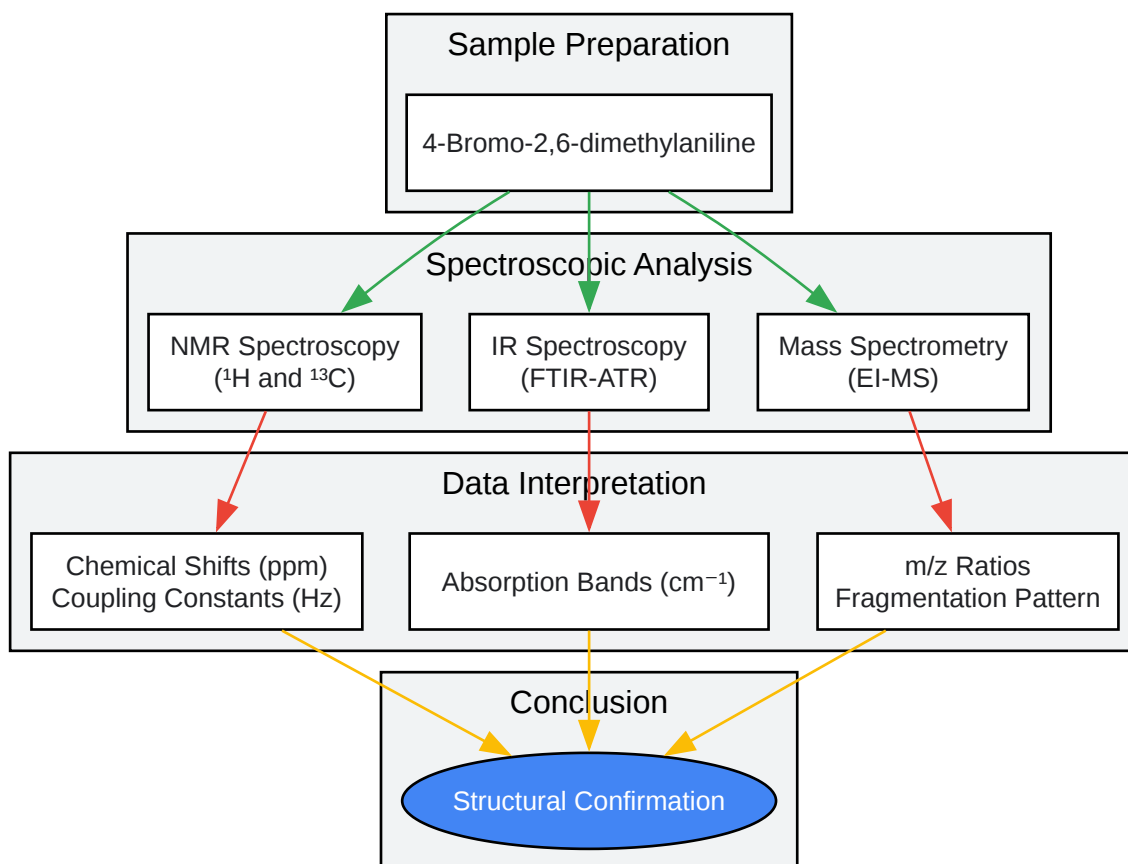 Sample Preparation
4-Bromo-2,6-dimethylaniline
Spectroscopic Analysis
NMR Spectroscopy
(¹H and ¹³C)
IR Spectroscopy
(FTIR-ATR)
Mass Spectrometry
(EI-MS)
Data Interpretation
Chemical Shifts (ppm)
Coupling Constants (Hz)
Absorption Bands (cm⁻¹)
m/z Ratios
Fragmentation Pattern
Conclusion
Structural Confirmation